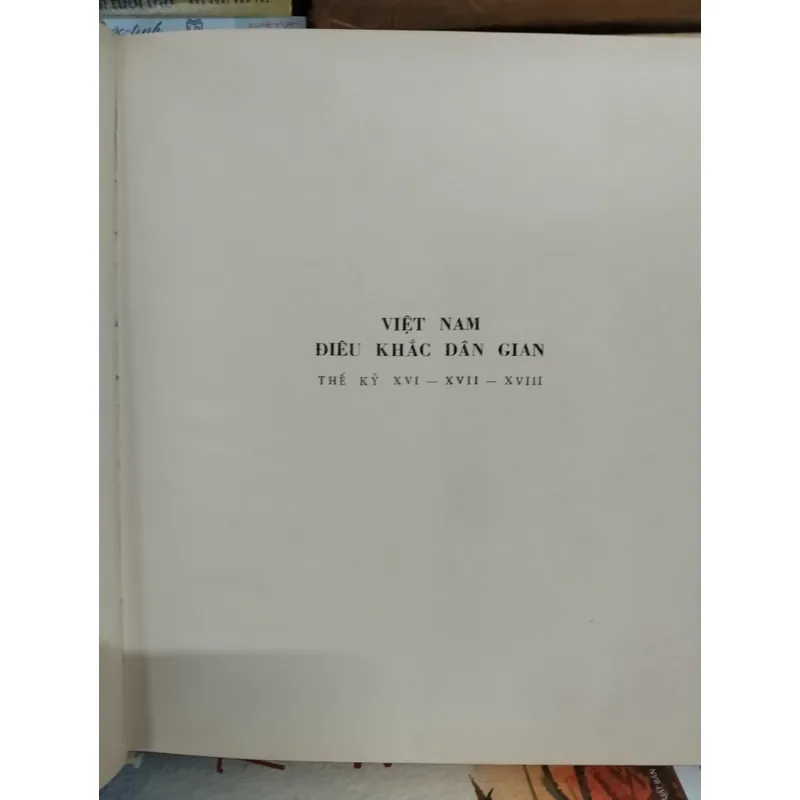 VIỆT NAM
ĐIÊU KHẮC DÂN GIAN
THẾ KỶ XVI — XVII — XVIII